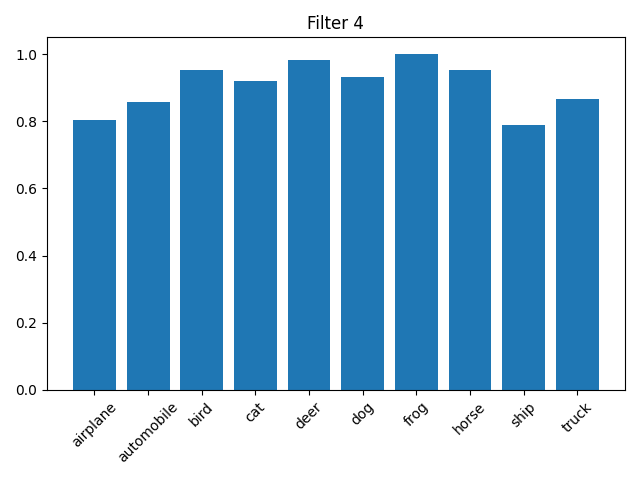 Filter 4
1.0
0.8
0.6
0.4
0.2
0.0
airplane
automobile
bird
cat
deer
dog
frog
horse
ship
truck